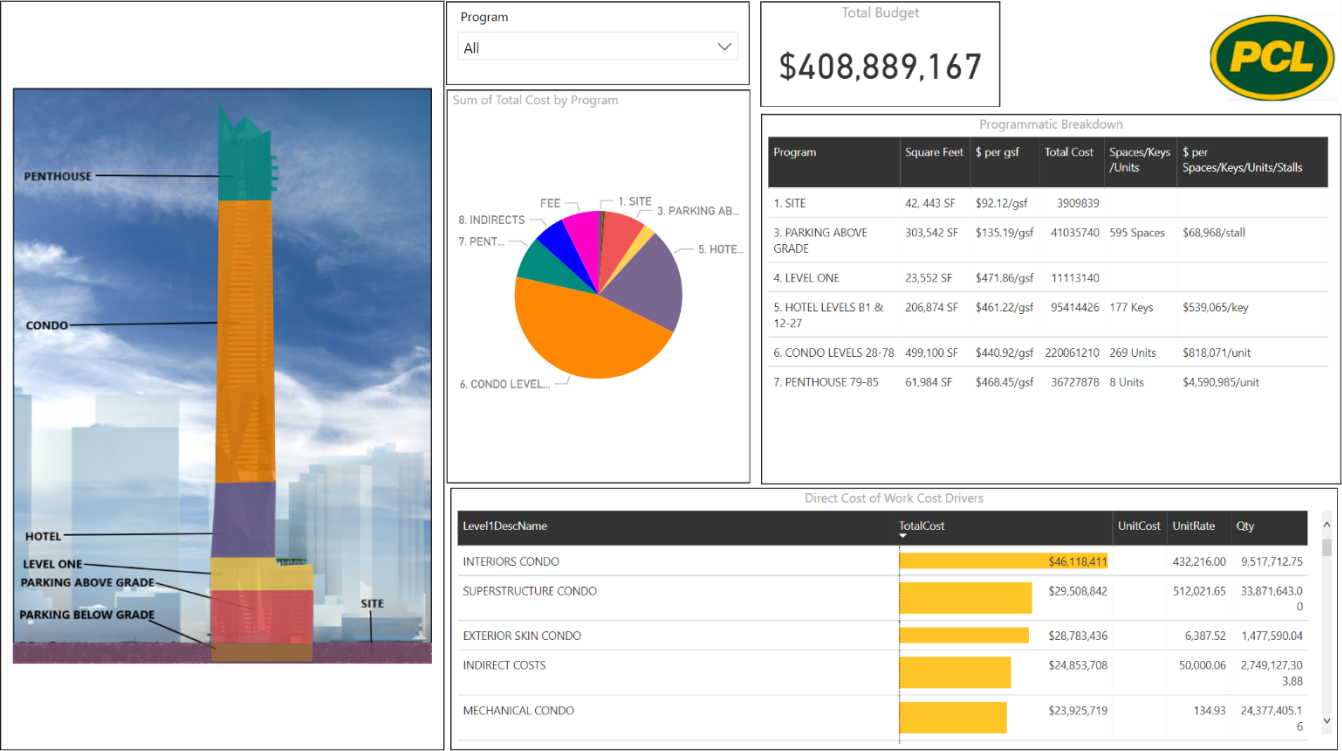 Program
All
Total Budget
$408,889,167
PCL
PENTHOUSE
CONDO
HOTEL
LEVEL ONE
PARKING ABOVE GRADE
PARKING BELOW GRADE
SITE
Sum of Total Cost by Program
FEE
1. SITE
8. INDIRECTS
3. PARKING AB...
7. PENT...
5. HOTE...
6. CONDO LEVEL...
Programmatic Breakdown
Program Square Feet $ per gsf Total Cost Spaces/Keys $ per
/Units Spaces/Keys/Units/Stalls
1. SITE 42, 443 SF $92.12/gsf 3909839
3. PARKING ABOVE 303,542 SF $135.19/gsf 41035740 595 Spaces $68,968/stall
GRADE
4. LEVEL ONE 23,552 SF $471.86/gsf 11113140
5. HOTEL LEVELS B1 & 206,874 SF $461.22/gsf 95414426 177 Keys $539,065/key
12-27
6. CONDO LEVELS 28-78 499,100 SF $440.92/gsf 220061210 269 Units $818,071/unit
7. PENTHOUSE 79-85 61,984 SF $468.45/gsf 36727878 8 Units $4,590,985/unit
Direct Cost of Work Cost Drivers
Level1DescName TotalCost UnitCost UnitRate Qty
INTERIORS CONDO $46,118,411 432,216.00 9,517,712.75
SUPERSTRUCTURE CONDO $29,508,842 512,021.65 33,871,643.0
0
EXTERIOR SKIN CONDO $28,783,436 6,387.52 1,477,590.04
INDIRECT COSTS $24,853,708 50,000.06 2,749,127,30
3.88
MECHANICAL CONDO $23,925,719 134.93 24,377,405.1
6